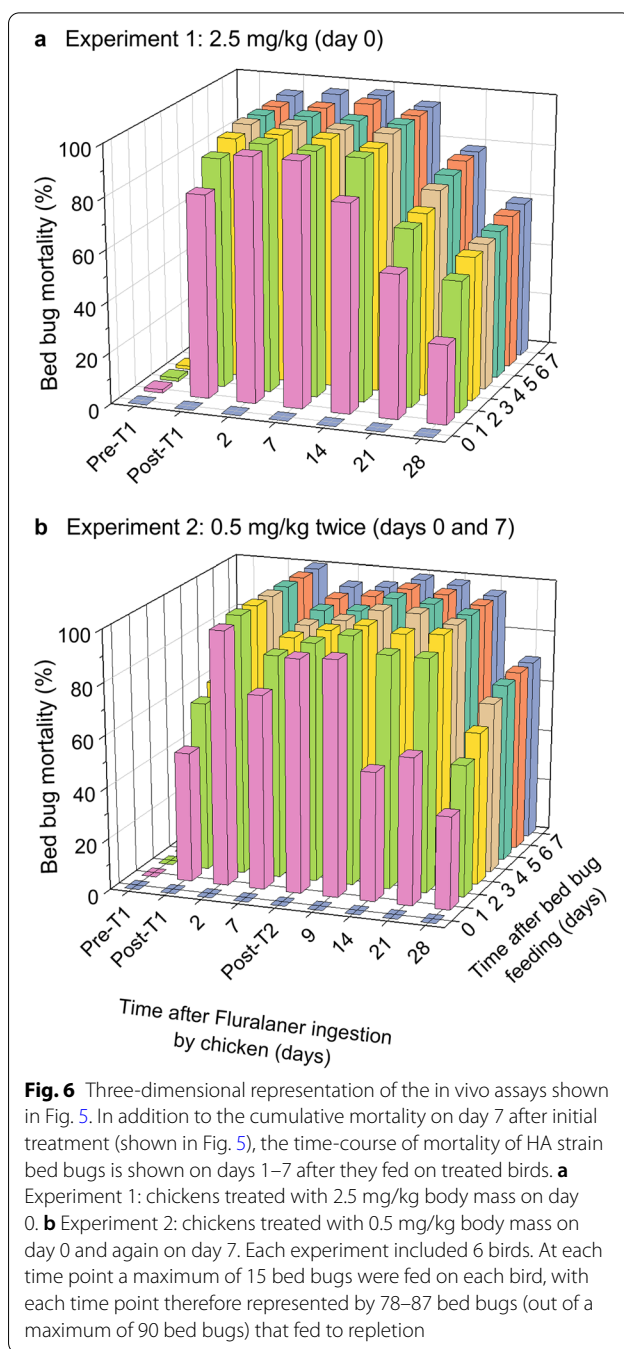 a Experiment 1: 2.5 mg/kg (day 0)
100
80
60
40
20
0
Bed bug mortality (%)
Pre-T1
Post-T1
2
7
14
21
28
0
1
2
3
4
5
6
7
b Experiment 2: 0.5 mg/kg twice (days 0 and 7)
100
80
60
40
20
0
Bed bug mortality (%)
Pre-T1
Post-T1
2
7
Post-T2
9
14
21
28
0
1
2
3
4
5
6
7
Time after bed bug
feeding (days)
Time after Fluralaner ingestion
by chicken (days)
Fig. 6 Three-dimensional representation of the in vivo assays shown
in Fig. 5. In addition to the cumulative mortality on day 7 after initial
treatment (shown in Fig. 5), the time-course of mortality of HA strain
bed bugs is shown on days 1–7 after they fed on treated birds. a
Experiment 1: chickens treated with 2.5 mg/kg body mass on day
0. b Experiment 2: chickens treated with 0.5 mg/kg body mass on
day 0 and again on day 7. Each experiment included 6 birds. At each
time point a maximum of 15 bed bugs were fed on each bird, with
each time point therefore represented by 78–87 bed bugs (out of a
maximum of 90 bed bugs) that fed to repletion